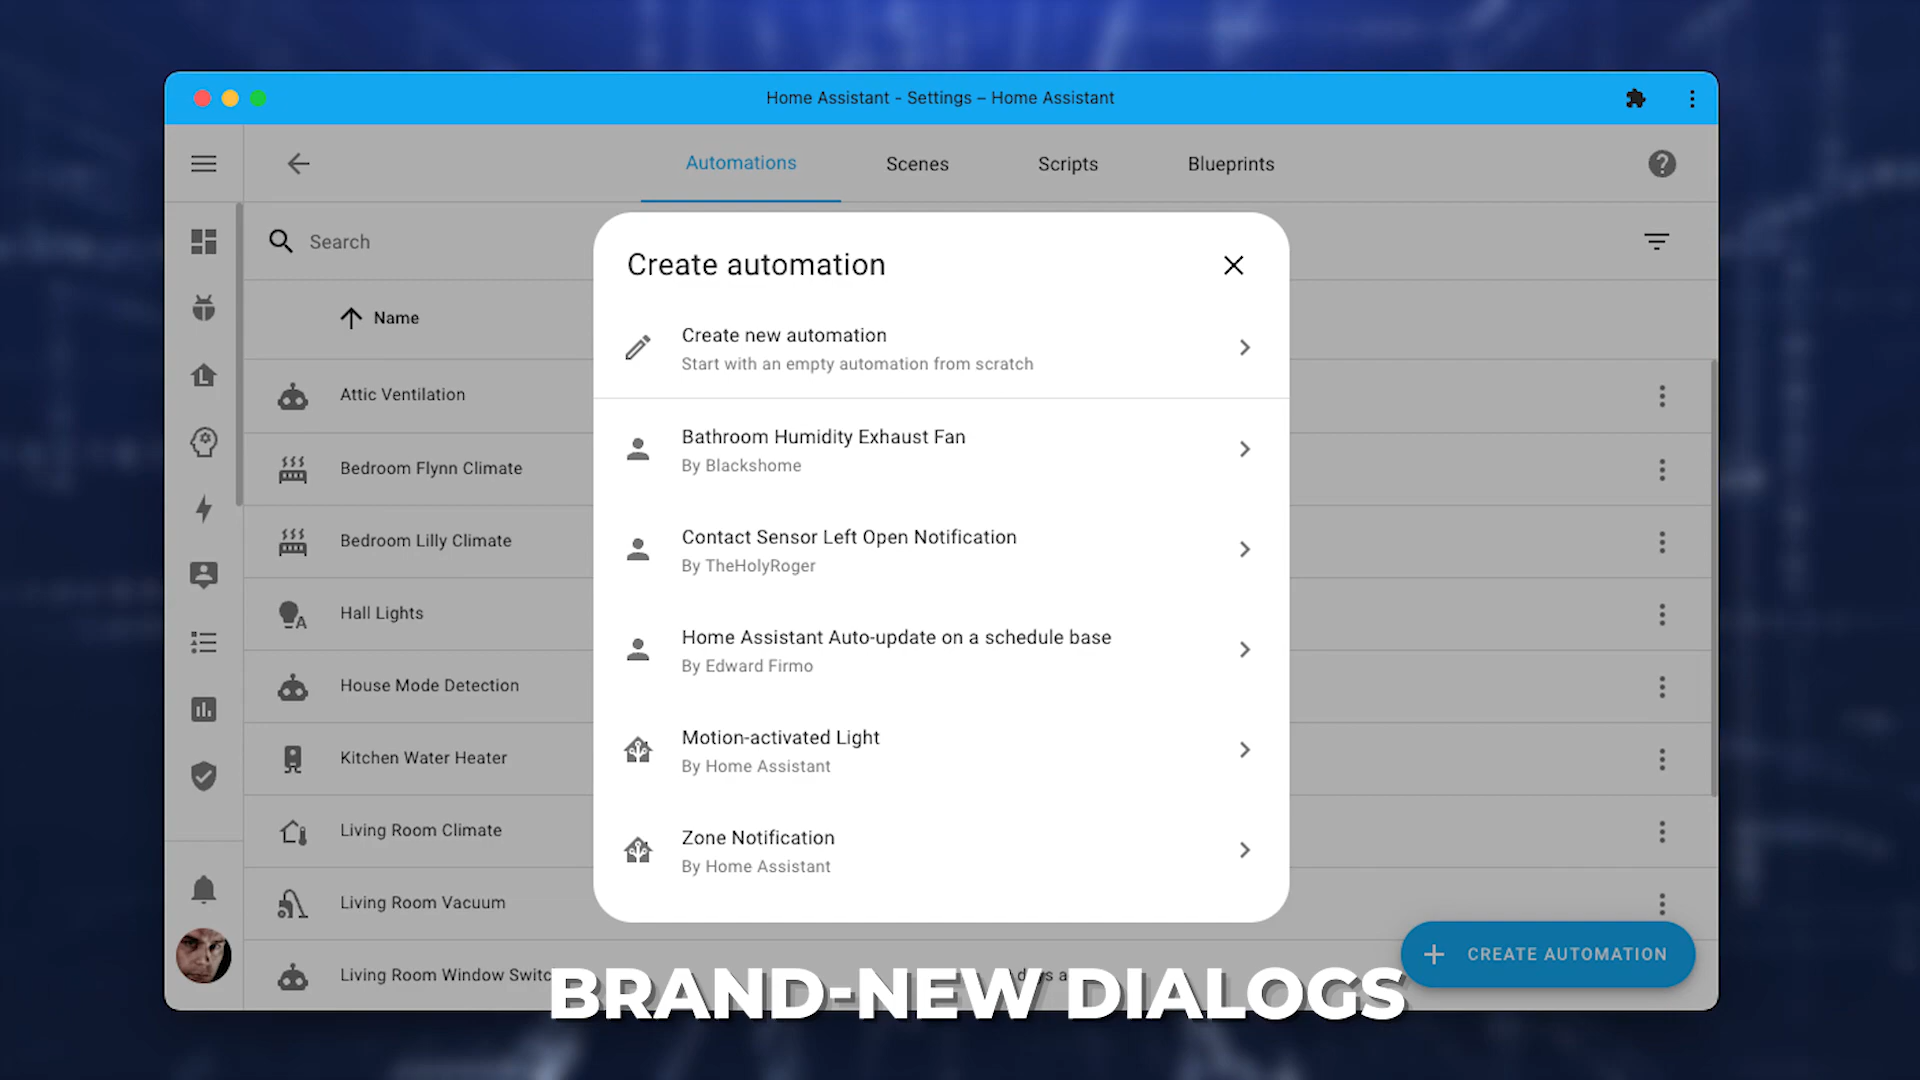 Home Assistant - Settings – Home Assistant
Automations
Scenes
Scripts
Blueprints
Search
Name
Attic Ventilation
Bedroom Flynn Climate
Bedroom Lilly Climate
Hall Lights
House Mode Detection
Kitchen Water Heater
Living Room Climate
Living Room Vacuum
Living Room Window Switc
Create automation
Create new automation
Start with an empty automation from scratch
Bathroom Humidity Exhaust Fan
By Blackshome
Contact Sensor Left Open Notification
By TheHolyRoger
Home Assistant Auto-update on a schedule base
By Edward Firmo
Motion-activated Light
By Home Assistant
Zone Notification
By Home Assistant
CREATE AUTOMATION
BRAND-NEW DIALOGS